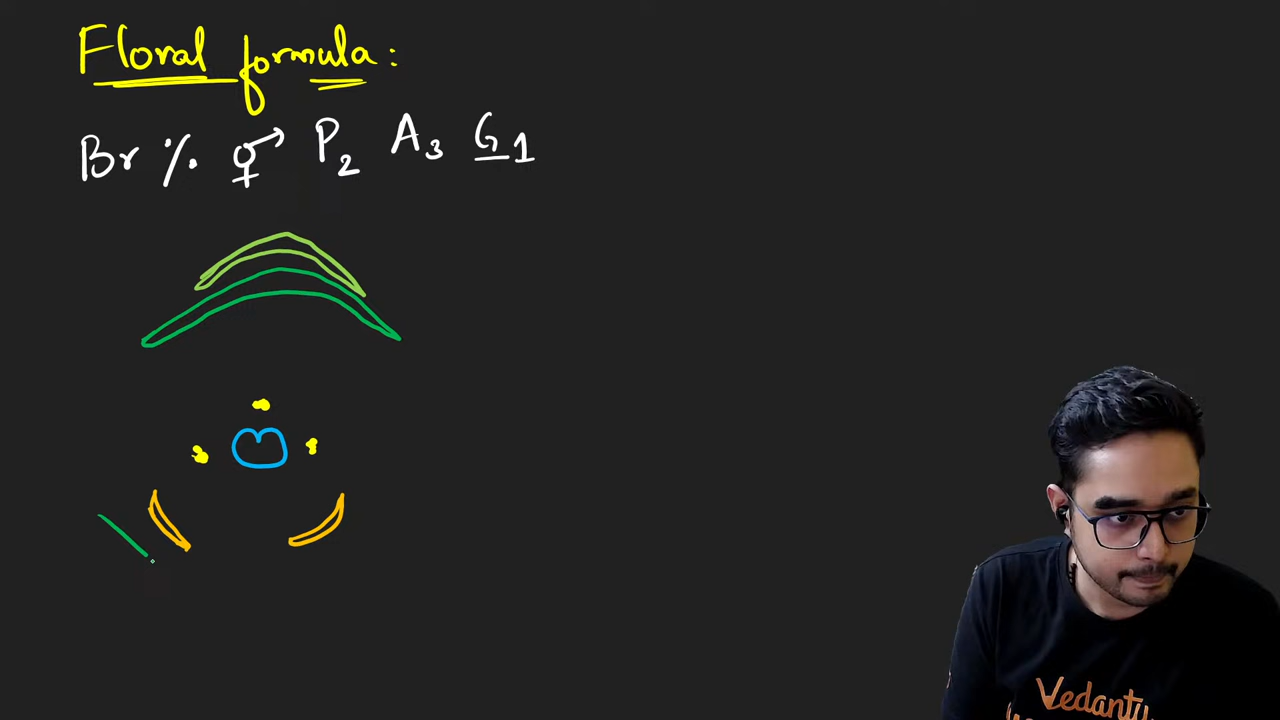 Floral formula:
Br % ⚥ P₂ A₃ G̲₁
Vedantu